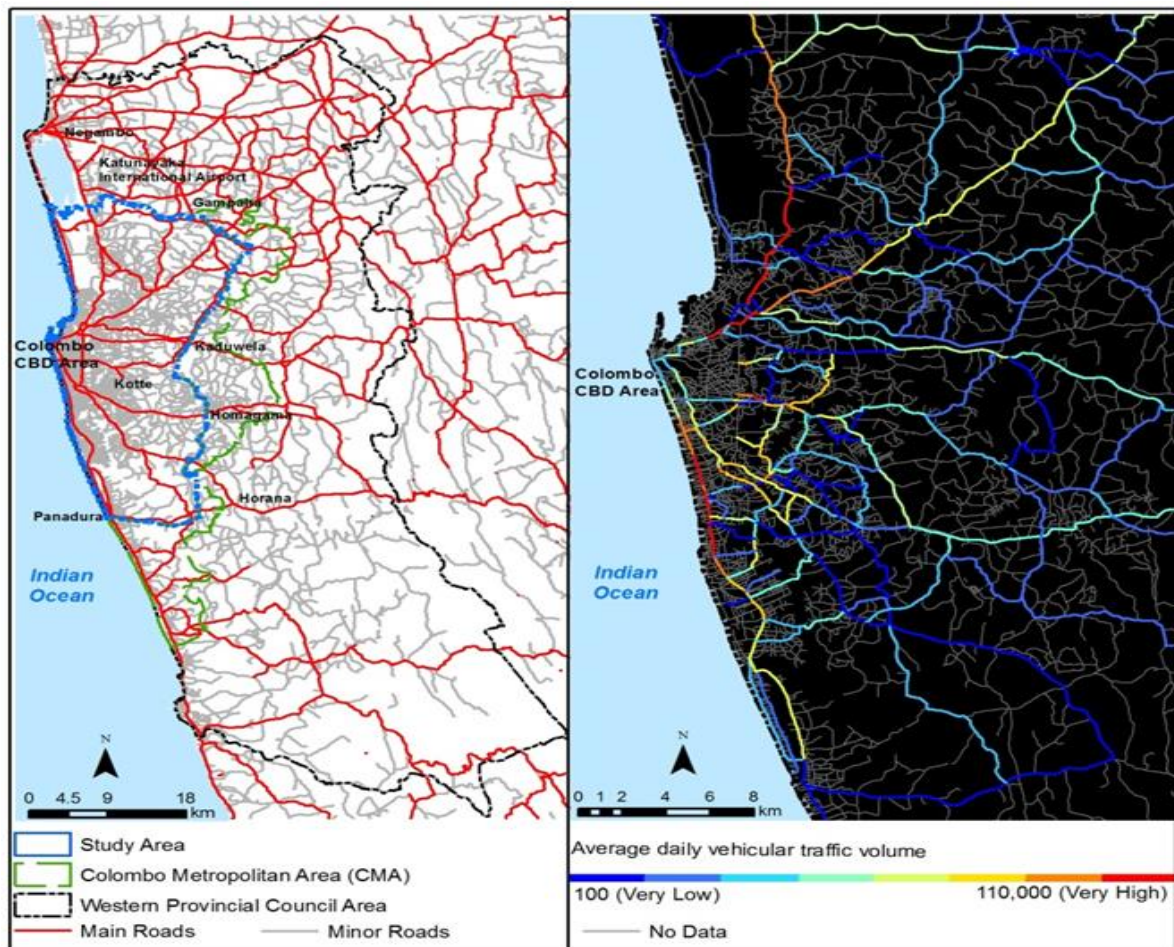 Negambo
Katunayaka
International Airport
Gampaha
Colombo
CBD Area
Kaduwela
Kotte
Homagama
Horana
Panadura
Indian
Ocean
N
0 4.5 9 18
km
Study Area
Colombo Metropolitan Area (CMA)
Western Provincial Council Area
Main Roads
Minor Roads
Colombo
CBD Area
Indian
Ocean
N
0 1 2 4 6 8
km
Average daily vehicular traffic volume
100 (Very Low) 110,000 (Very High)
No Data